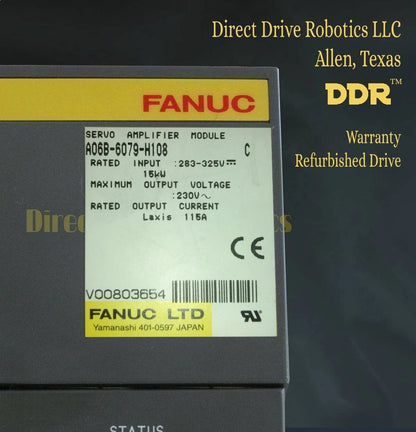 Direct Drive Robotics LLC
Allen, Texas
DDR™
Warranty
Refurbished Drive
FANUC
SERVO AMPLIFIER MODULE
A06B-6079-H108 C
RATED INPUT :283-325V⎓
15kW
MAXIMUM OUTPUT VOLTAGE
:230V~
RATED OUTPUT CURRENT
Laxis 115A
CE
V00803654
FANUC LTD
Yamanashi 401-0597 JAPAN
STATUS